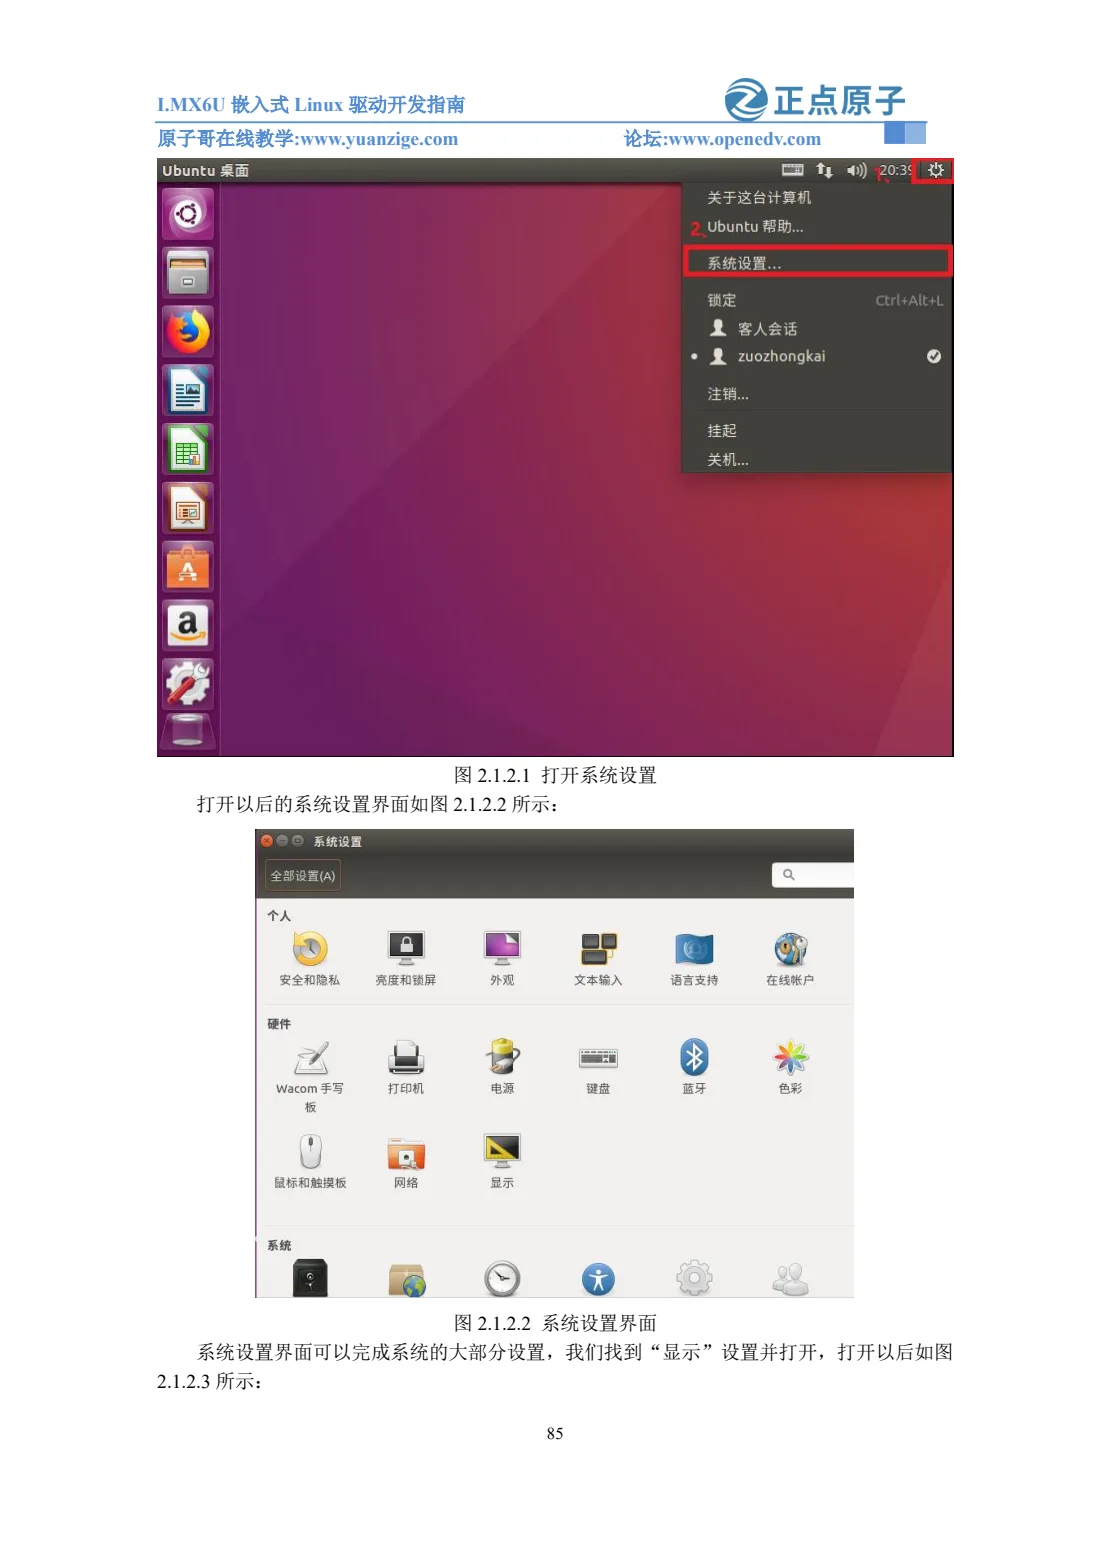 I.MX6U 嵌入式 Linux 驱动开发指南
正点原子
原子哥在线教学:www.yuanzige.com
论坛:www.openedv.com
Ubuntu 桌面
1、
20:39
关于这台计算机
2、
Ubuntu 帮助...
系统设置...
锁定 Ctrl+Alt+L
客人会话
zuozhongkai
注销...
挂起
关机...
图 2.1.2.1 打开系统设置
打开以后的系统设置界面如图 2.1.2.2 所示：
系统设置
全部设置(A)
个人
安全和隐私 亮度和锁屏 外观 文本输入 语言支持 在线帐户
硬件
Wacom 手写 打印机 电源 键盘 蓝牙 色彩
板
鼠标和触摸板 网络 显示
系统
图 2.1.2.2 系统设置界面
系统设置界面可以完成系统的大部分设置，我们找到“显示”设置并打开，打开以后如图
2.1.2.3 所示：
85